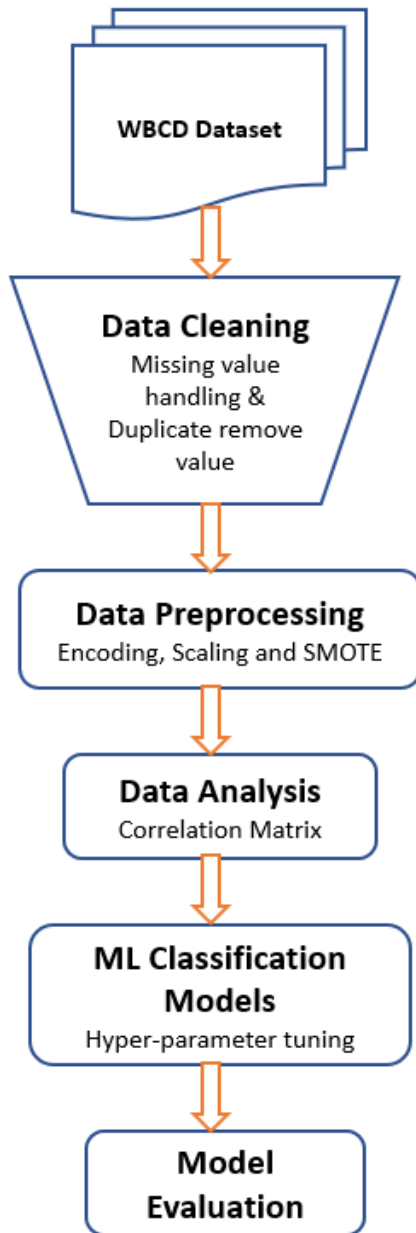 WBCD Dataset
Data Cleaning
Missing value
handling &
Duplicate remove
value
Data Preprocessing
Encoding, Scaling and SMOTE
Data Analysis
Correlation Matrix
ML Classification
Models
Hyper-parameter tuning
Model
Evaluation